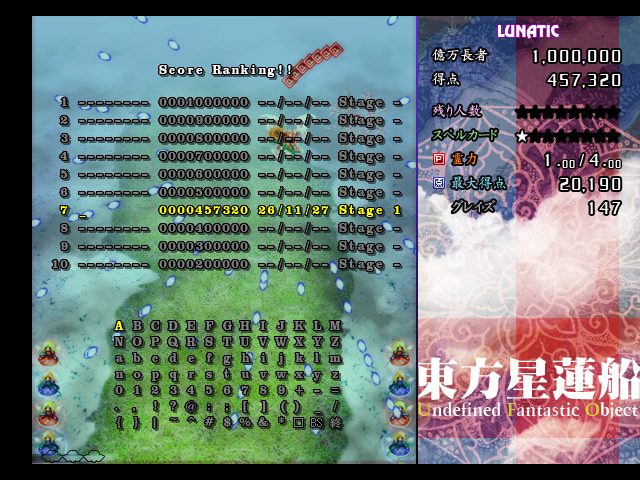 LUNATIC
億万長者 1,000,000
得点 457,320
残り人数
スペルカード
P 霊力 1.00/4.00
点 最大得点 20,190
グレイズ 147
Score Ranking!!
1 -------- 0001000000 --/--/-- Stage -
2 -------- 0000900000 --/--/-- Stage -
3 -------- 0000800000 --/--/-- Stage -
4 -------- 0000700000 --/--/-- Stage -
5 -------- 0000600000 --/--/-- Stage -
6 -------- 0000500000 --/--/-- Stage -
7 _ 0000457320 26/11/27 Stage 1
8 -------- 0000400000 --/--/-- Stage -
9 -------- 0000300000 --/--/-- Stage -
10 -------- 0000200000 --/--/-- Stage -
A B C D E F G H I J K L M
N O P Q R S T U V W X Y Z
a b c d e f g h i j k l m
n o p q r s t u v w x y z
0 1 2 3 4 5 6 7 8 9 + - =
. , ! ? @ : ; [ ] ( ) _ /
{ } | ~ ^ # $ % & * □ BS 終
東方星蓮船
Undefined Fantastic Object